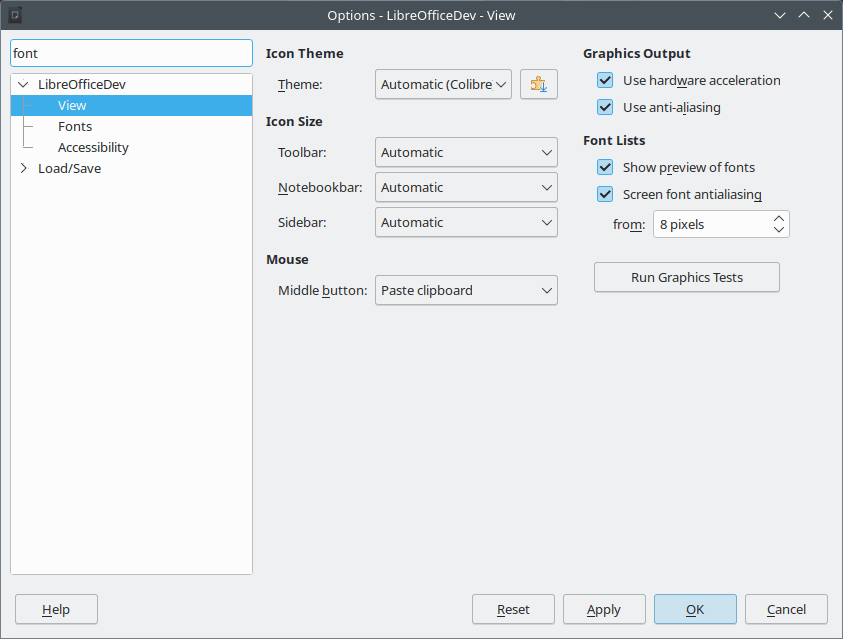 Options - LibreOfficeDev - View
font
LibreOfficeDev
View
Fonts
Accessibility
Load/Save
Icon Theme
Theme: Automatic (Colibre
Icon Size
Toolbar: Automatic
Notebookbar: Automatic
Sidebar: Automatic
Mouse
Middle button: Paste clipboard
Graphics Output
Use hardware acceleration
Use anti-aliasing
Font Lists
Show preview of fonts
Screen font antialiasing
from: 8 pixels
Run Graphics Tests
Help Reset Apply OK Cancel